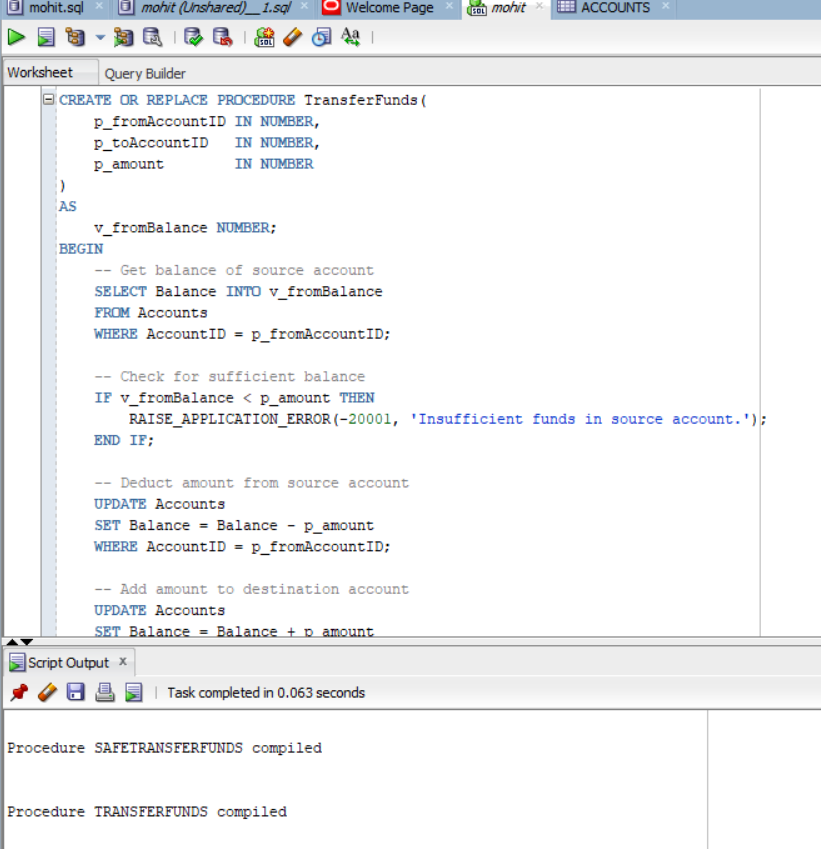 mohit.sql mohit (Unshared)__1.sql Welcome Page mohit ACCOUNTS
Worksheet Query Builder
CREATE OR REPLACE PROCEDURE TransferFunds(
    p_fromAccountID IN NUMBER,
    p_toAccountID   IN NUMBER,
    p_amount        IN NUMBER
)
AS
    v_fromBalance NUMBER;
BEGIN
    -- Get balance of source account
    SELECT Balance INTO v_fromBalance
    FROM Accounts
    WHERE AccountID = p_fromAccountID;
    -- Check for sufficient balance
    IF v_fromBalance < p_amount THEN
        RAISE_APPLICATION_ERROR(-20001, 'Insufficient funds in source account.');
    END IF;
    -- Deduct amount from source account
    UPDATE Accounts
    SET Balance = Balance - p_amount
    WHERE AccountID = p_fromAccountID;
    -- Add amount to destination account
    UPDATE Accounts
    SET Balance = Balance + p_amount
Script Output x
Task completed in 0.063 seconds
Procedure SAFETRANSFERFUNDS compiled
Procedure TRANSFERFUNDS compiled